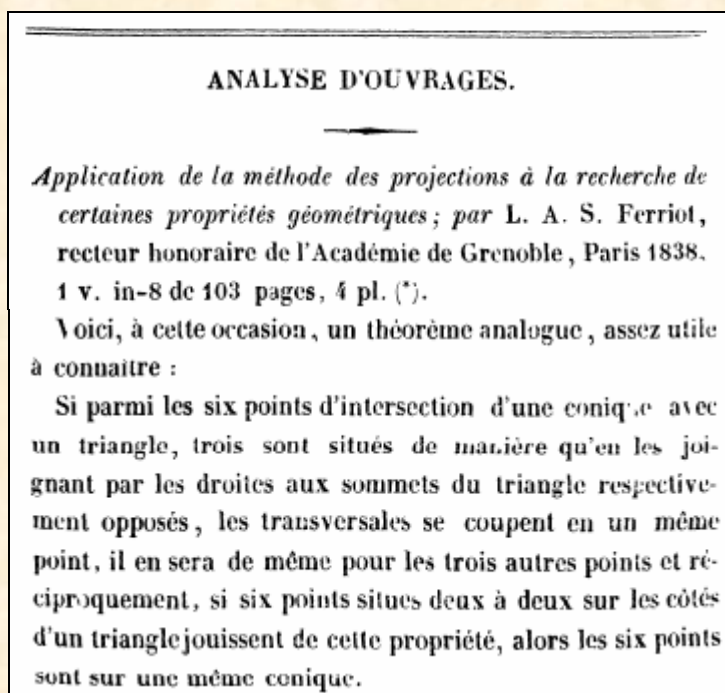 ANALYSE D'OUVRAGES.
Application de la méthode des projections à la recherche de
certaines propriétés géométriques; par L. A. S. Ferriot,
recteur honoraire de l'Académie de Grenoble, Paris 1838.
1 v. in-8 de 103 pages, 4 pl. (*).
Voici, à cette occasion, un théorème analogue, assez utile
à connaître :
Si parmi les six points d'intersection d'une conique avec
un triangle, trois sont situés de manière qu'en les joi-
gnant par les droites aux sommets du triangle respective-
ment opposés, les transversales se coupent en un même
point, il en sera de même pour les trois autres points et ré-
ciproquement, si six points situés deux à deux sur les côtés
d'un triangle jouissent de cette propriété, alors les six points
sont sur une même conique.